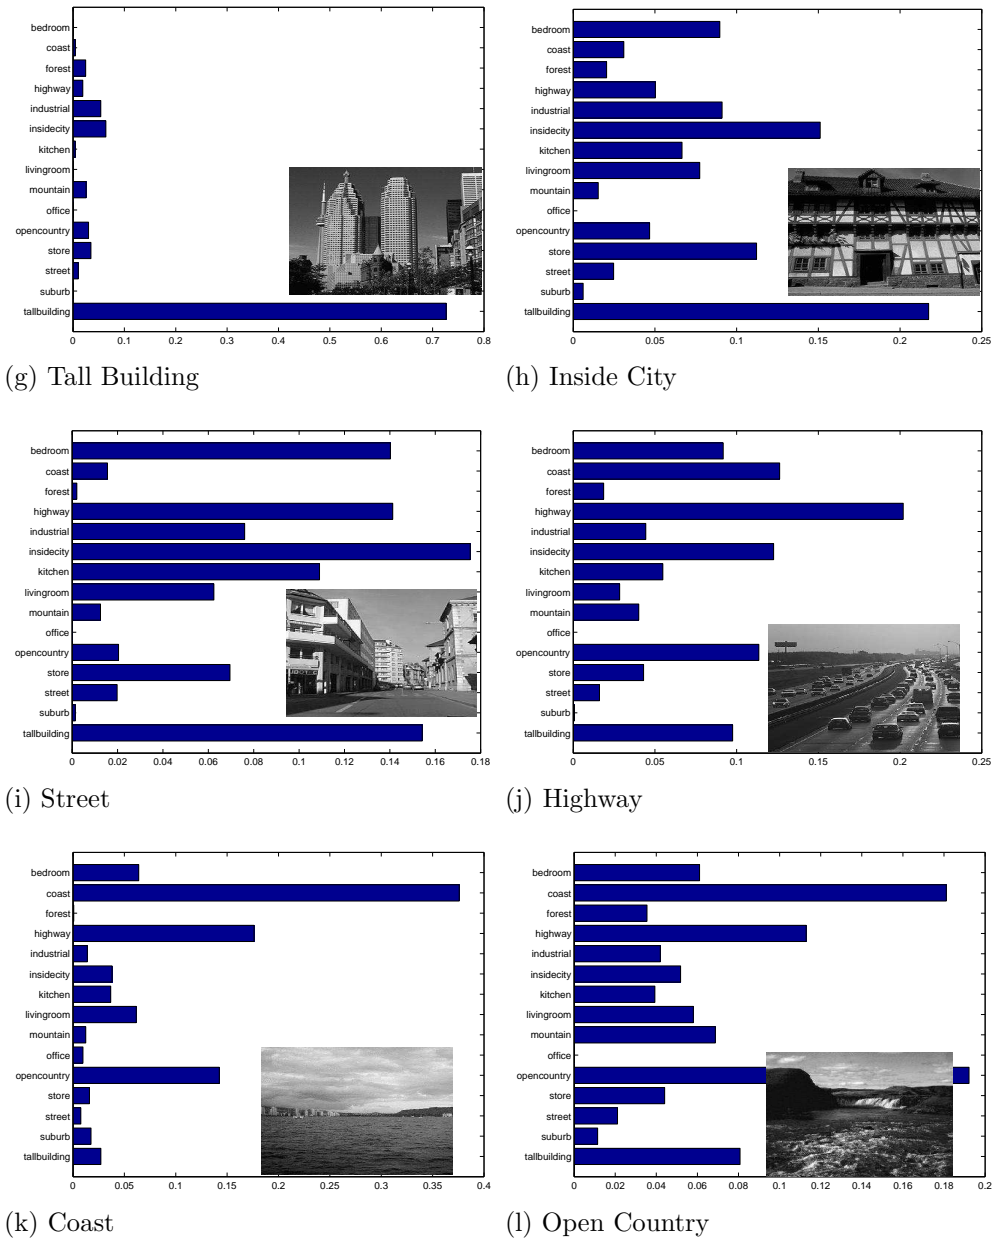 bedroom
coast
forest
highway
industrial
insidecity
kitchen
livingroom
mountain
office
opencountry
store
street
suburb
tallbuilding
0 0.1 0.2 0.3 0.4 0.5 0.6 0.7 0.8
(g) Tall Building
bedroom
coast
forest
highway
industrial
insidecity
kitchen
livingroom
mountain
office
opencountry
store
street
suburb
tallbuilding
0 0.05 0.1 0.15 0.2 0.25
(h) Inside City
bedroom
coast
forest
highway
industrial
insidecity
kitchen
livingroom
mountain
office
opencountry
store
street
suburb
tallbuilding
0 0.02 0.04 0.06 0.08 0.1 0.12 0.14 0.16 0.18
(i) Street
bedroom
coast
forest
highway
industrial
insidecity
kitchen
livingroom
mountain
office
opencountry
store
street
suburb
tallbuilding
0 0.05 0.1 0.15 0.2 0.25
(j) Highway
bedroom
coast
forest
highway
industrial
insidecity
kitchen
livingroom
mountain
office
opencountry
store
street
suburb
tallbuilding
0 0.05 0.1 0.15 0.2 0.25 0.3 0.35 0.4
(k) Coast
bedroom
coast
forest
highway
industrial
insidecity
kitchen
livingroom
mountain
office
opencountry
store
street
suburb
tallbuilding
0 0.02 0.04 0.06 0.08 0.1 0.12 0.14 0.16 0.18 0.2
(l) Open Country